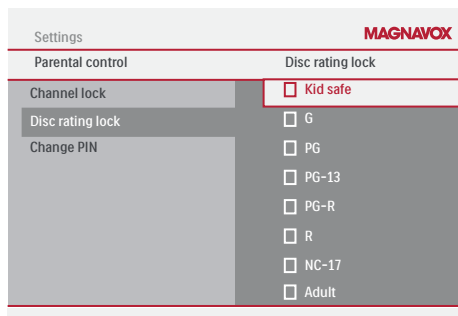 Settings
MAGNAVOX
Parental control
Disc rating lock
Channel lock
Disc rating lock
Change PIN
Kid safe
G
PG
PG-13
PG-R
R
NC-17
Adult